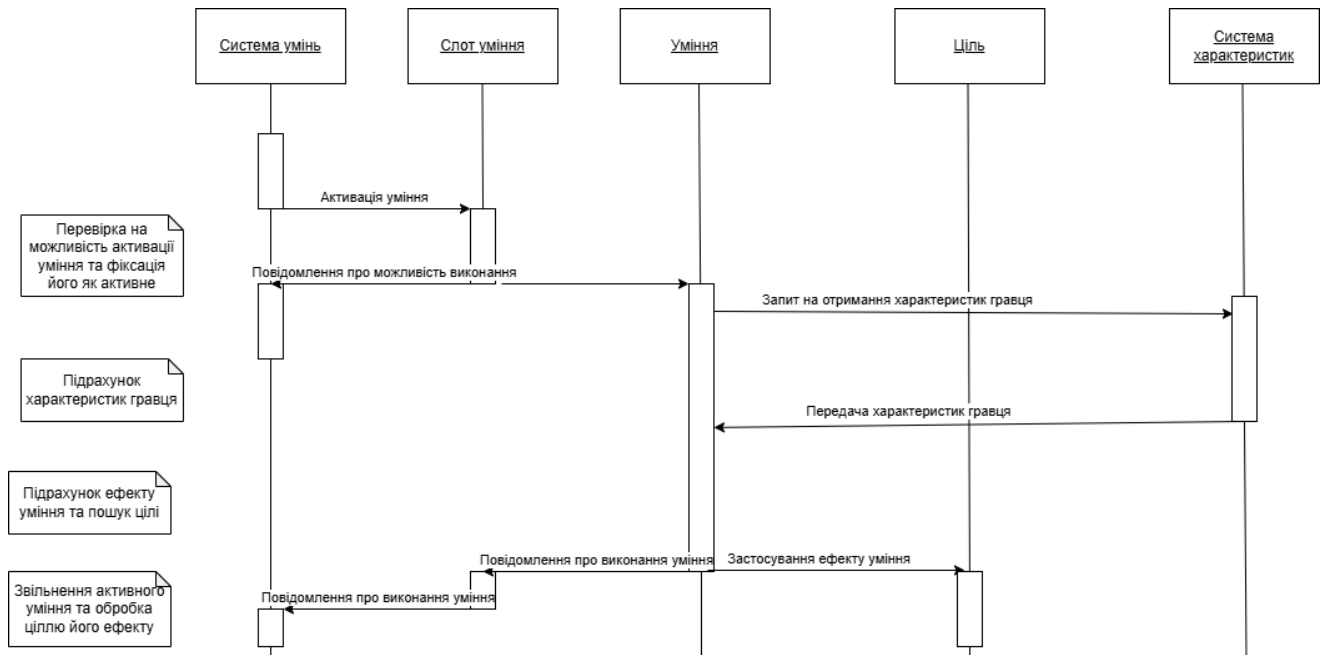 Система умінь
Слот уміння
Уміння
Ціль
Система
характеристик
Активація уміння
Перевірка на
можливість активації
уміння та фіксація
його як активне
Повідомлення про можливість виконання
Запит на отримання характеристик гравця
Підрахунок
характеристик гравця
Передача характеристик гравця
Підрахунок ефекту
уміння та пошук цілі
Повідомлення про виконання уміння
Застосування ефекту уміння
Звільнення активного
уміння та обробка
ціллю його ефекту
Повідомлення про виконання уміння